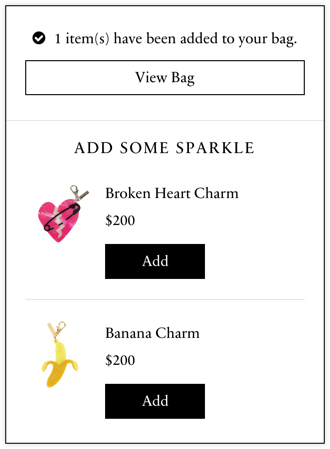 1 item(s) have been added to your bag.
View Bag
ADD SOME SPARKLE
Broken Heart Charm
$200
Add
Banana Charm
$200
Add